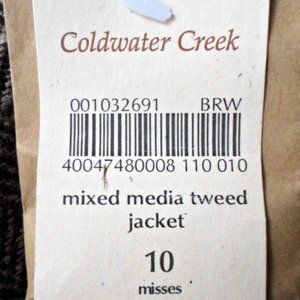 Coldwater Creek
001032691 BRW
40047480008 110 010
mixed media tweed
jacket
10
misses